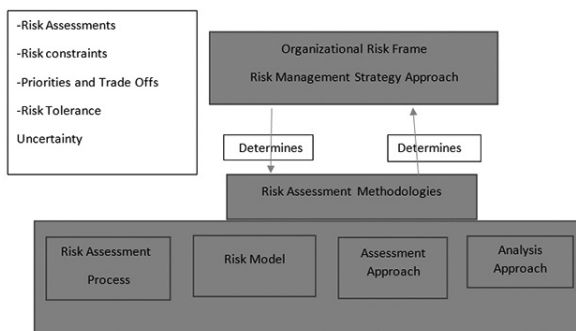 -Risk Assessments
-Risk constraints
-Priorities and Trade Offs
-Risk Tolerance
Uncertainty
Organizational Risk Frame
Risk Management Strategy Approach
Determines
Determines
Risk Assessment Methodologies
Risk Assessment
Process
Risk Model
Assessment
Approach
Analysis
Approach